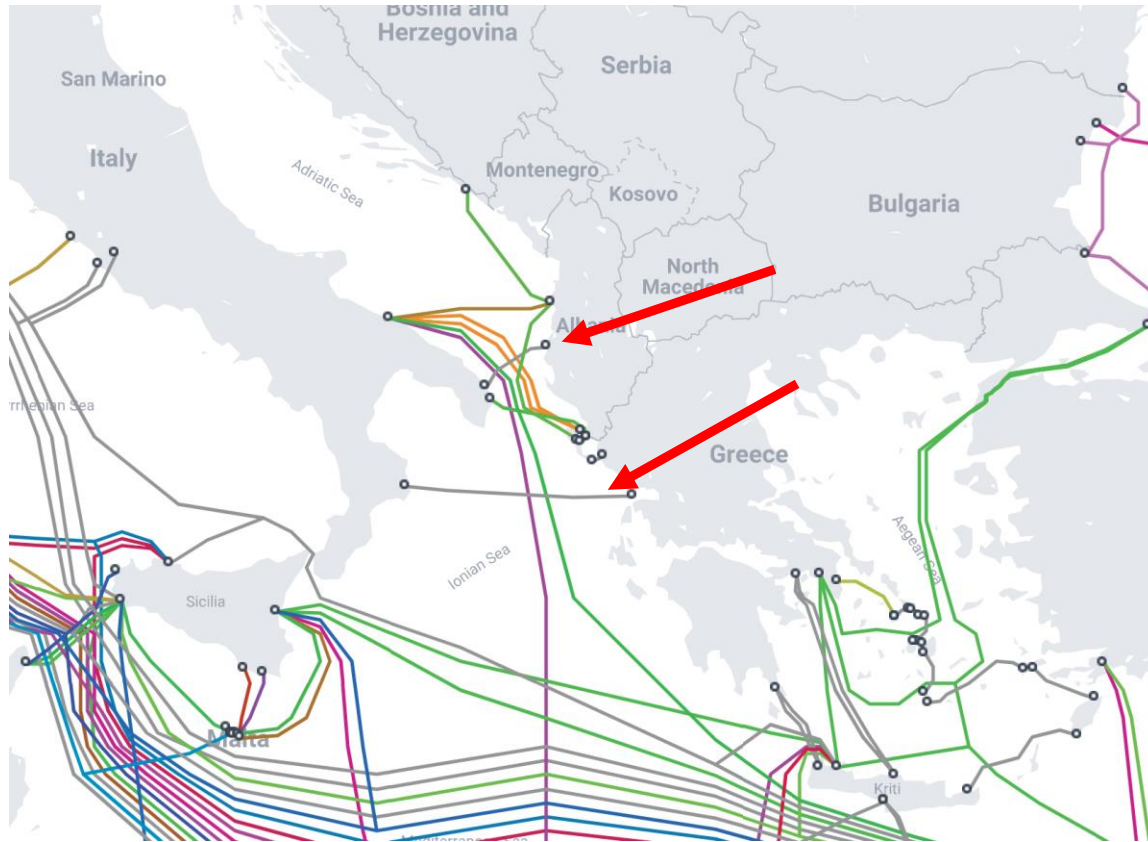 Bosnia and
Herzegovina
Serbia
San Marino
Italy
Montenegro
Adriatic Sea
Kosovo
Bulgaria
North
Macedonia
Albania
Greece
Aegean Sea
Ionian Sea
Sicilia
Malta
Kriti